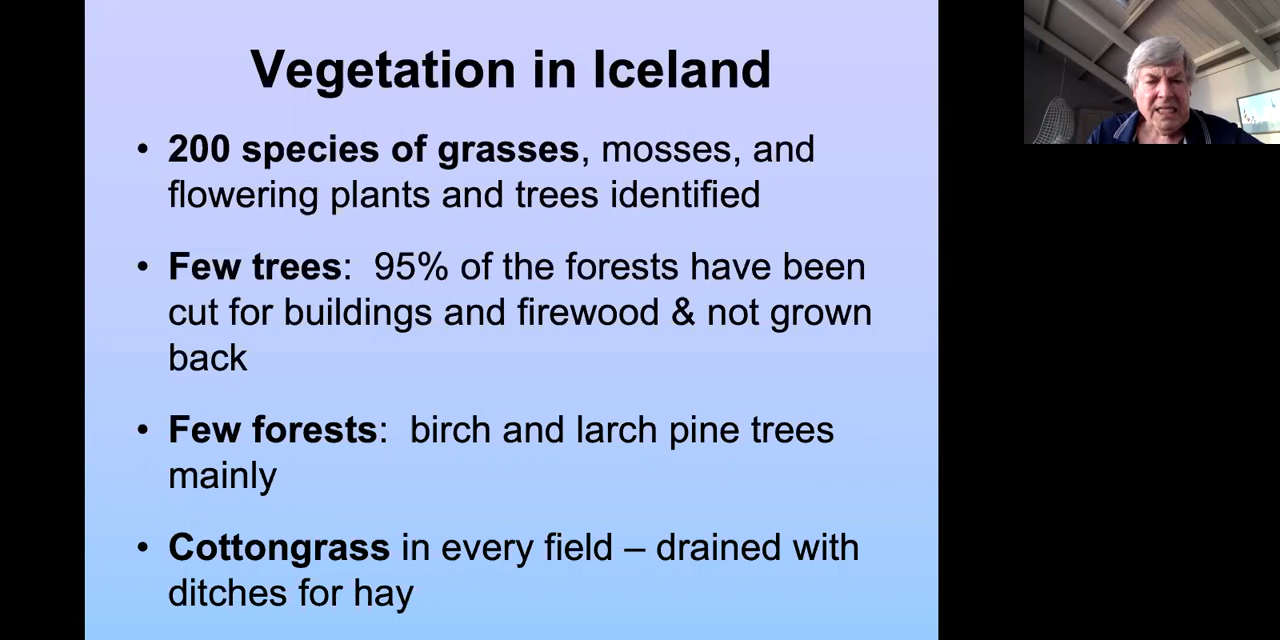 Vegetation in Iceland
• 200 species of grasses, mosses, and
flowering plants and trees identified
• Few trees:  95% of the forests have been
cut for buildings and firewood & not grown
back
• Few forests:  birch and larch pine trees
mainly
• Cottongrass in every field – drained with
ditches for hay